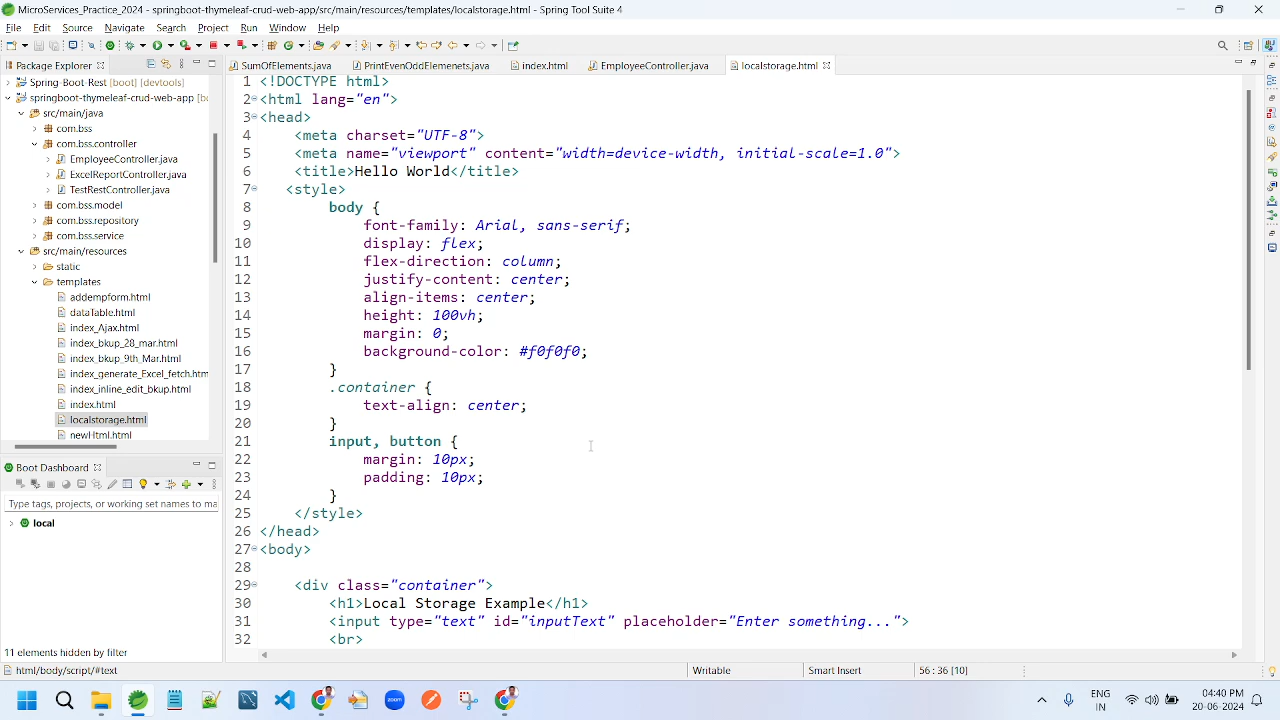 MicroServices_Practice_2024 - springboot-thymeleaf-crud-web-app/src/main/resources/templates/localstorage.html - Spring Tool Suite 4
File Edit Source Navigate Search Project Run Window Help
Package Explorer
Spring-Boot-Rest [boot] [devtools]
springboot-thymeleaf-crud-web-app [bo
src/main/java
com.bss
com.bss.controller
EmployeeController.java
ExcelReportController.java
TestRestController.java
com.bss.model
com.bss.repository
com.bss.service
src/main/resources
static
templates
addempform.html
dataTable.html
index_Ajax.html
index_bkup_28_mar.html
index_bkup_9th_Mar.html
index_generate_Excel_fetch.htm
index_inline_edit_bkup.html
index.html
localstorage.html
newHtml.html
Boot Dashboard
Type tags, projects, or working set names to ma
local
11 elements hidden by filter
SumOfElements.java PrintEvenOddElemenets.java index.html EmployeeController.java localstorage.html
1 <!DOCTYPE html>
2 <html lang="en">
3 <head>
4 <meta charset="UTF-8">
5 <meta name="viewport" content="width=device-width, initial-scale=1.0">
6 <title>Hello World</title>
7 <style>
8 body {
9 font-family: Arial, sans-serif;
10 display: flex;
11 flex-direction: column;
12 justify-content: center;
13 align-items: center;
14 height: 100vh;
15 margin: 0;
16 background-color: #f0f0f0;
17 }
18 .container {
19 text-align: center;
20 }
21 input, button {
22 margin: 10px;
23 padding: 10px;
24 }
25 </style>
26 </head>
27 <body>
28
29 <div class="container">
30 <h1>Local Storage Example</h1>
31 <input type="text" id="inputText" placeholder="Enter something...">
32 <br>
html/body/script/#text Writable Smart Insert 56 : 36 [10]
zoom
ENG
IN
04:40 PM
20-06-2024